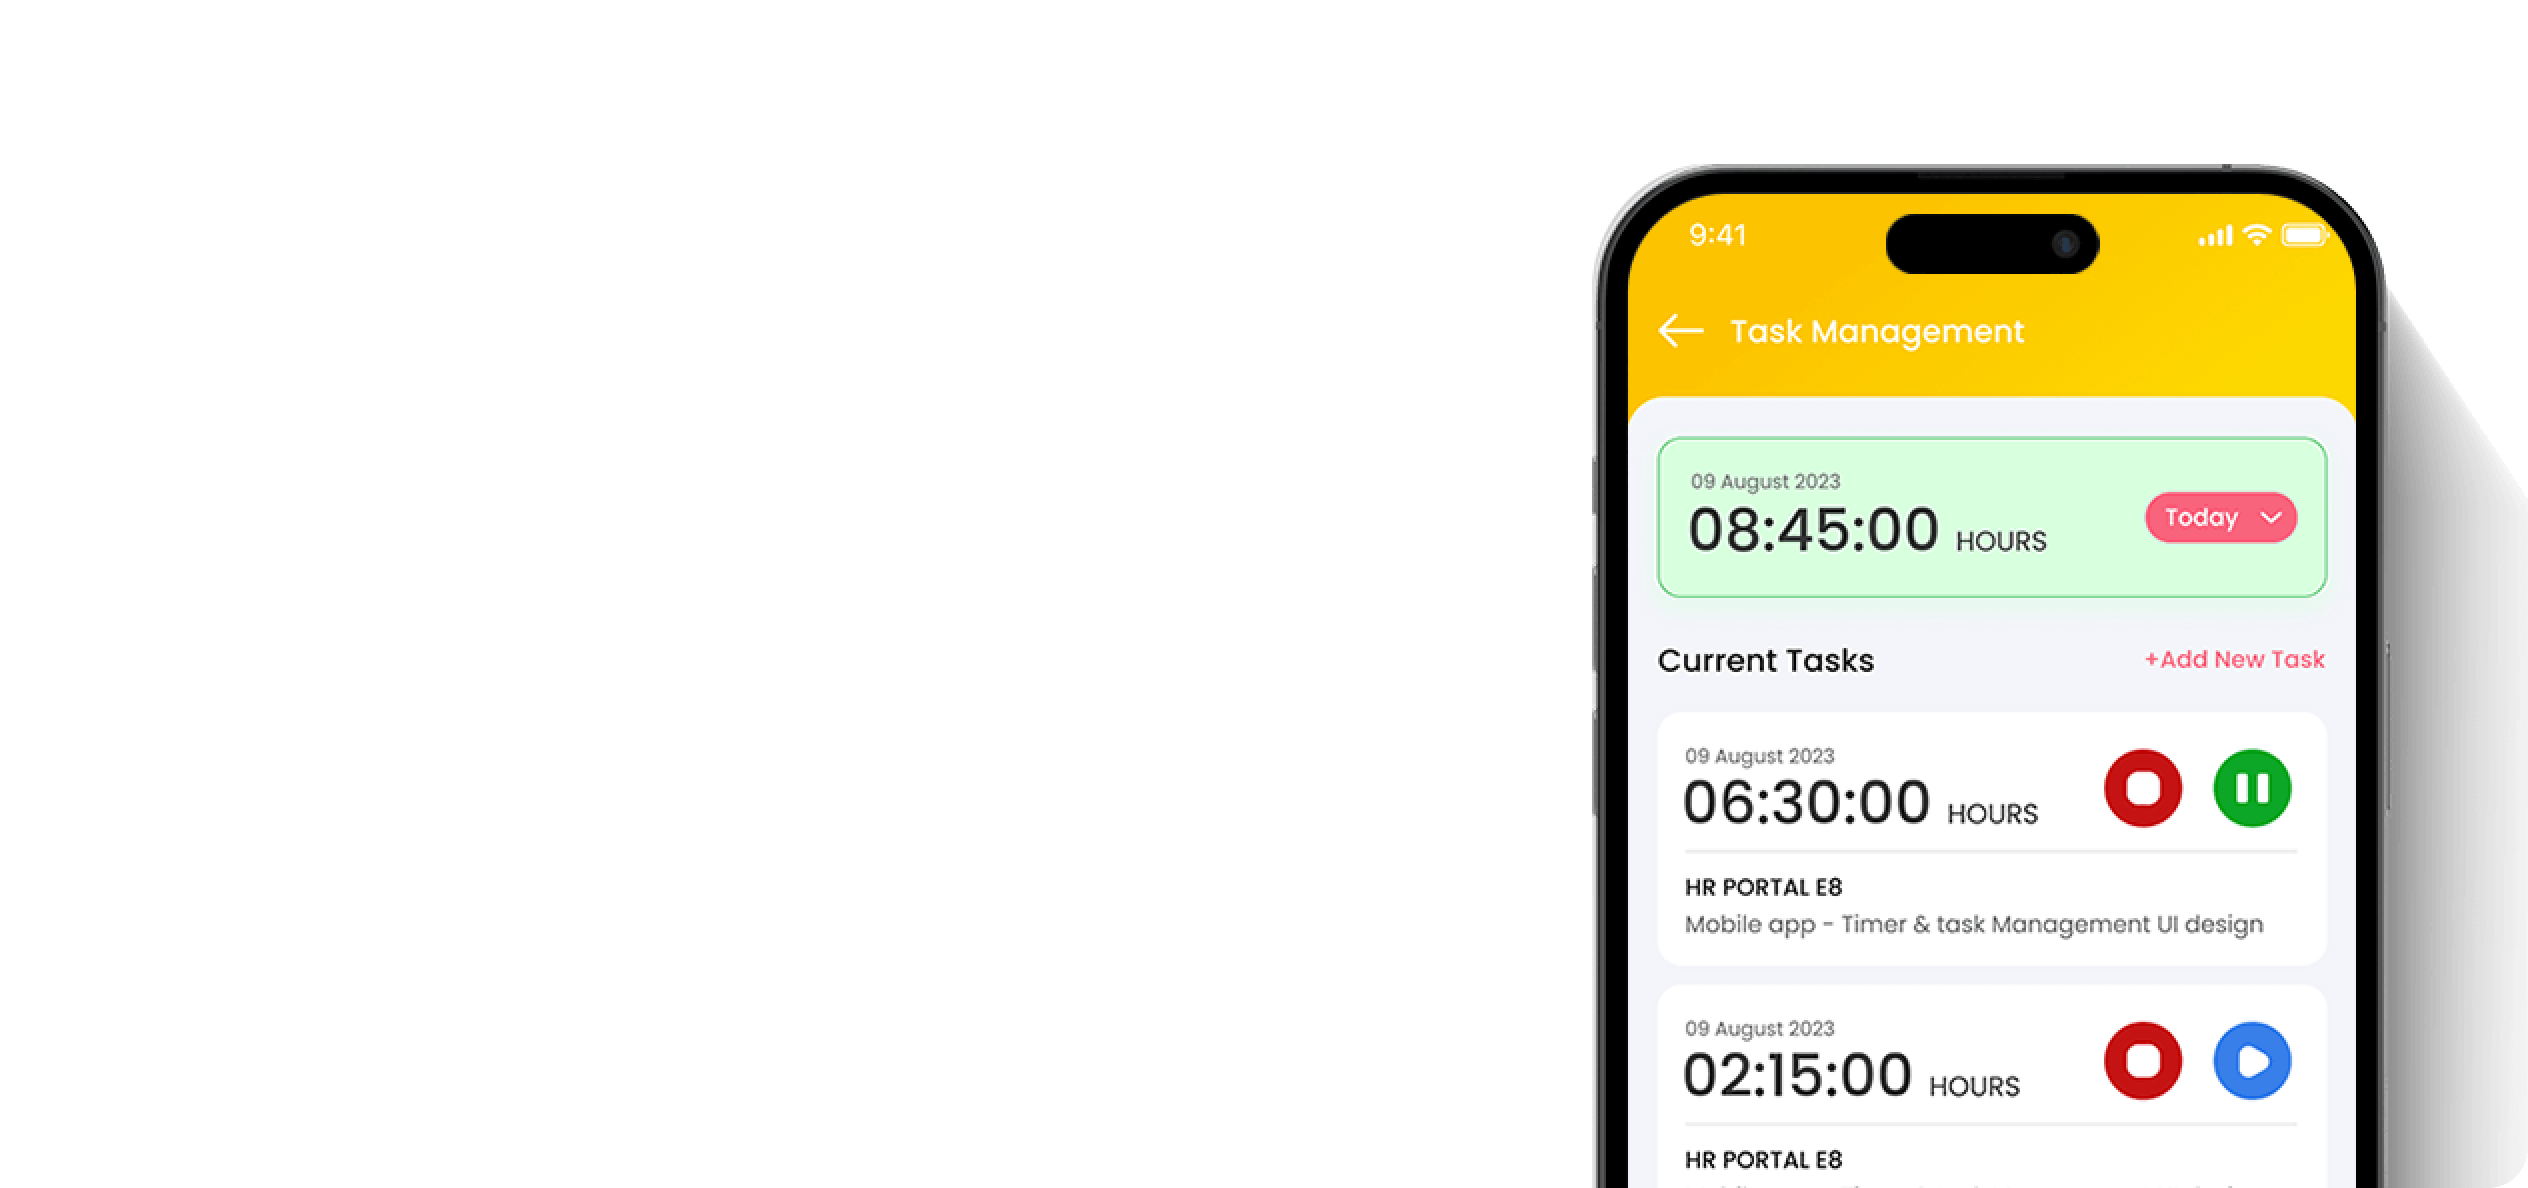 9:41
Task Management
09 August 2023
08:45:00 HOURS
Today
Current Tasks
+Add New Task
09 August 2023
06:30:00 HOURS
HR PORTAL E8
Mobile app - Timer & task Management UI design
09 August 2023
02:15:00 HOURS
HR PORTAL E8